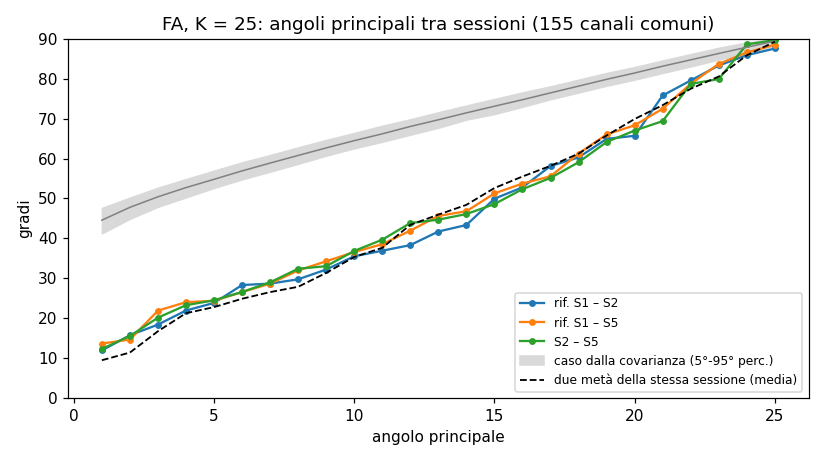 FA, K = 25: angoli principali tra sessioni (155 canali comuni)
gradi
90
80
70
60
50
40
30
20
10
0
rif. S1 – S2
rif. S1 – S5
S2 – S5
caso dalla covarianza (5°-95° perc.)
due metà della stessa sessione (media)
0 5 10 15 20 25
angolo principale